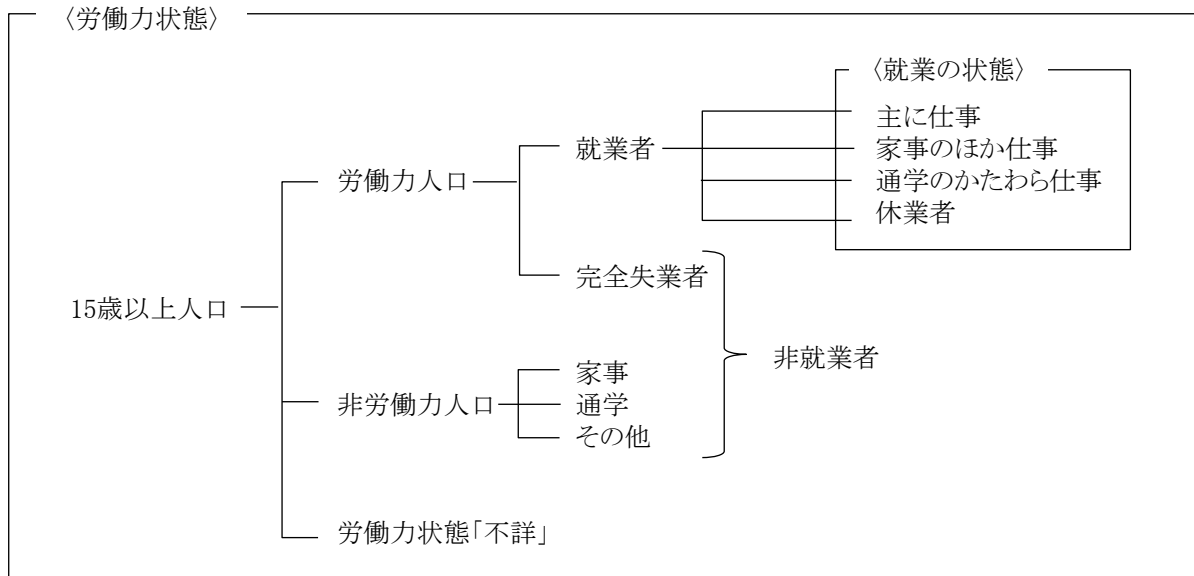 〈労働力状態〉
〈就業の状態〉
主に仕事
就業者
家事のほか仕事
労働力人口
通学のかたわら仕事
休業者
完全失業者
15歳以上人口
非就業者
家事
非労働力人口
通学
その他
労働力状態「不詳」